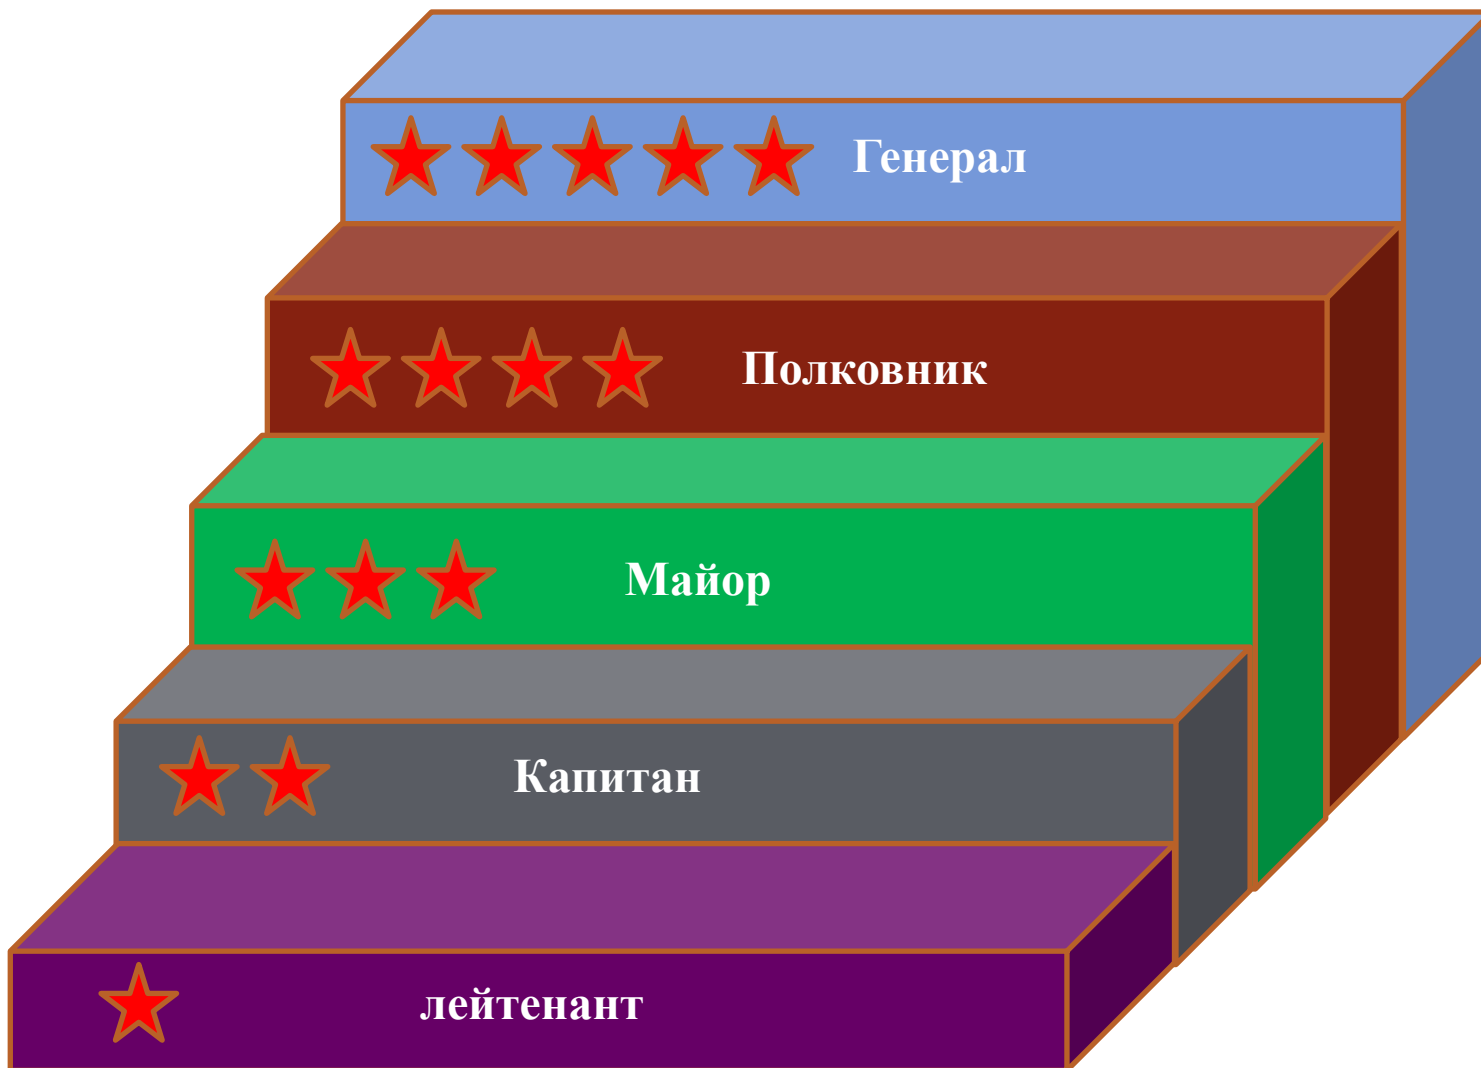 Генерал
Полковник
Майор
Капитан
лейтенант